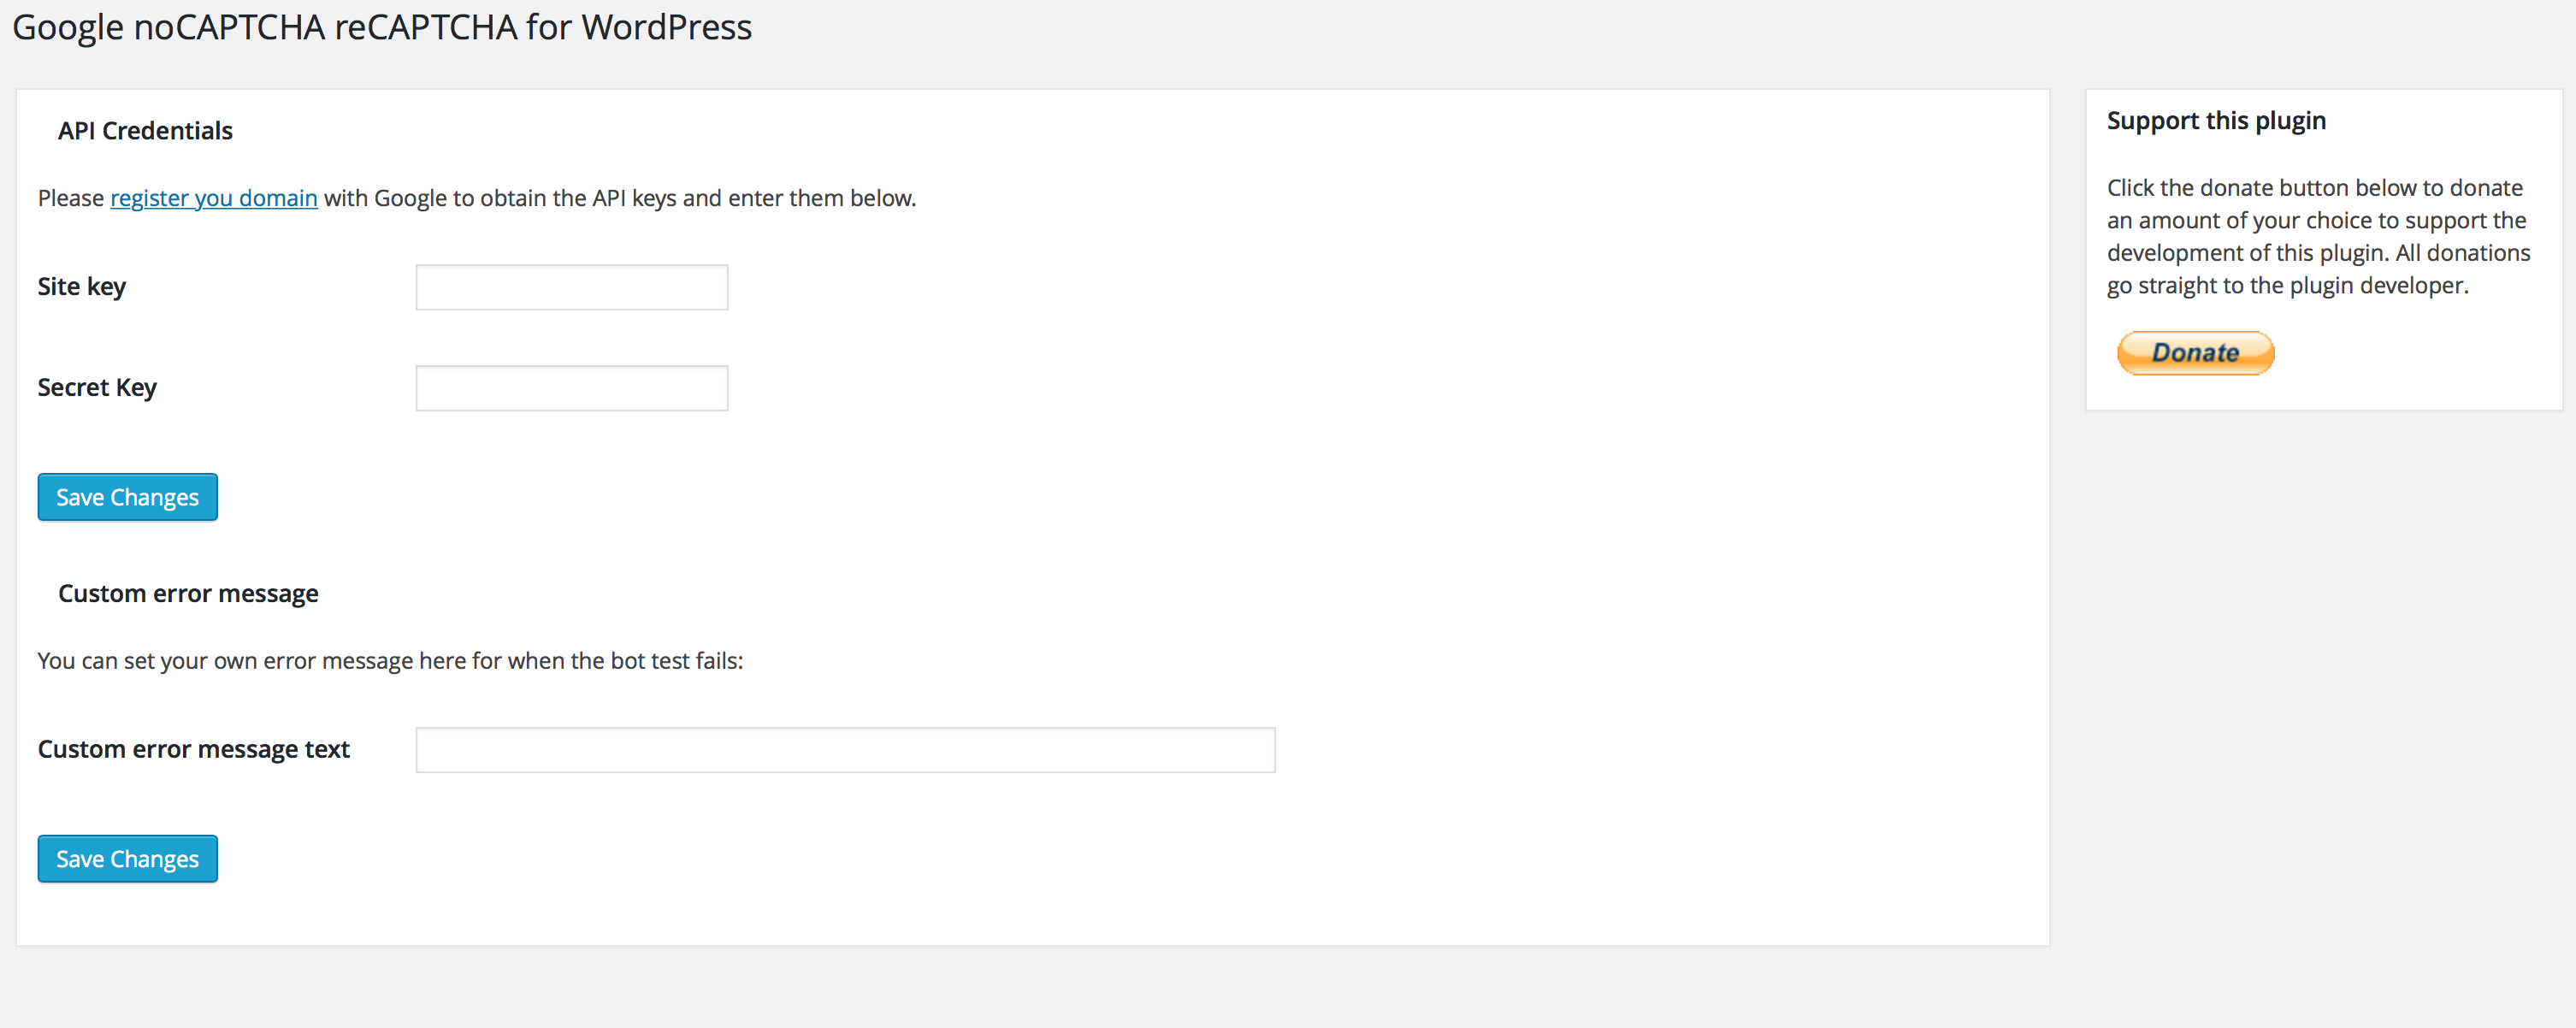 Google noCAPTCHA reCAPTCHA for WordPress
API Credentials
Please register you domain with Google to obtain the API keys and enter them below.
Site key
Secret Key
Save Changes
Custom error message
You can set your own error message here for when the bot test fails:
Custom error message text
Save Changes
Support this plugin
Click the donate button below to donate
an amount of your choice to support the
development of this plugin. All donations
go straight to the plugin developer.
Donate